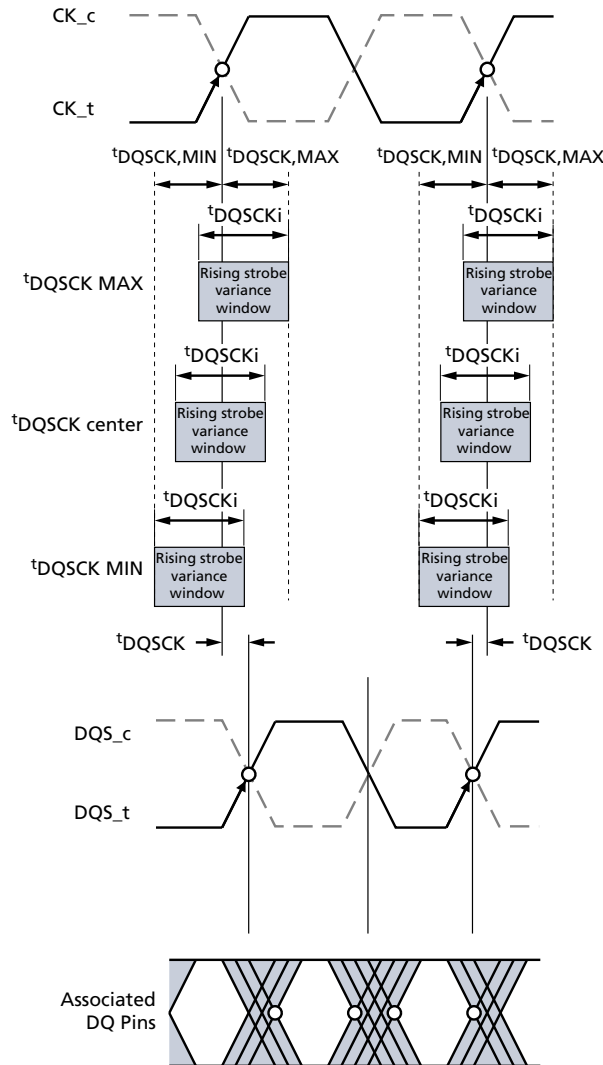 CK_c
CK_t
tDQSCK,MIN tDQSCK,MAX tDQSCK,MIN tDQSCK,MAX
tDQSCKi tDQSCKi
tDQSCK MAX
Rising strobe
variance
window
Rising strobe
variance
window
tDQSCKi tDQSCKi
tDQSCK center
Rising strobe
variance
window
Rising strobe
variance
window
tDQSCKi tDQSCKi
tDQSCK MIN
Rising strobe
variance
window
Rising strobe
variance
window
tDQSCK tDQSCK
DQS_c
DQS_t
Associated
DQ Pins